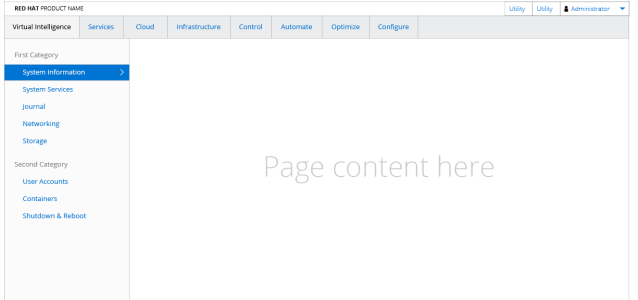 RED HAT PRODUCT NAME
Utility Utility Administrator
Virtual Intelligence Services Cloud Infrastructure Control Automate Optimize Configure
First Category
System Information
System Services
Journal
Networking
Storage
Page content here
Second Category
User Accounts
Containers
Shutdown & Reboot